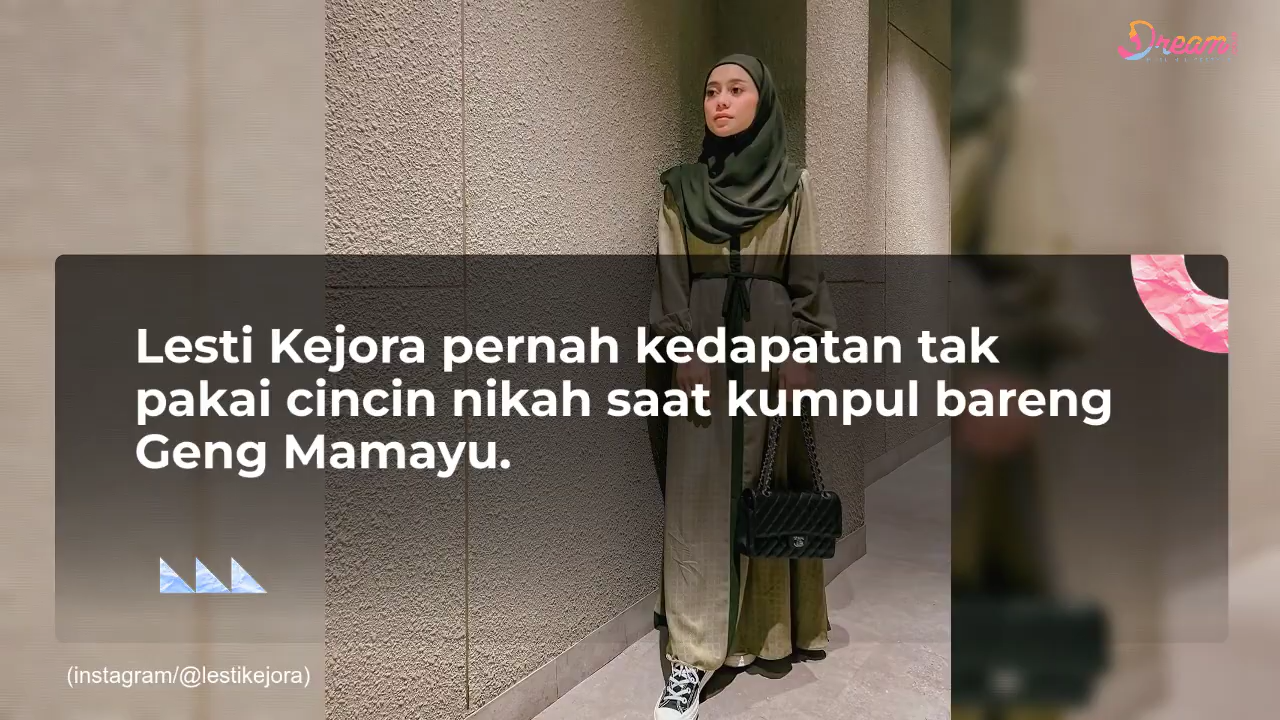 Dream
Lesti Kejora pernah kedapatan tak
pakai cincin nikah saat kumpul bareng
Geng Mamayu.
(instagram/@lestikejora)